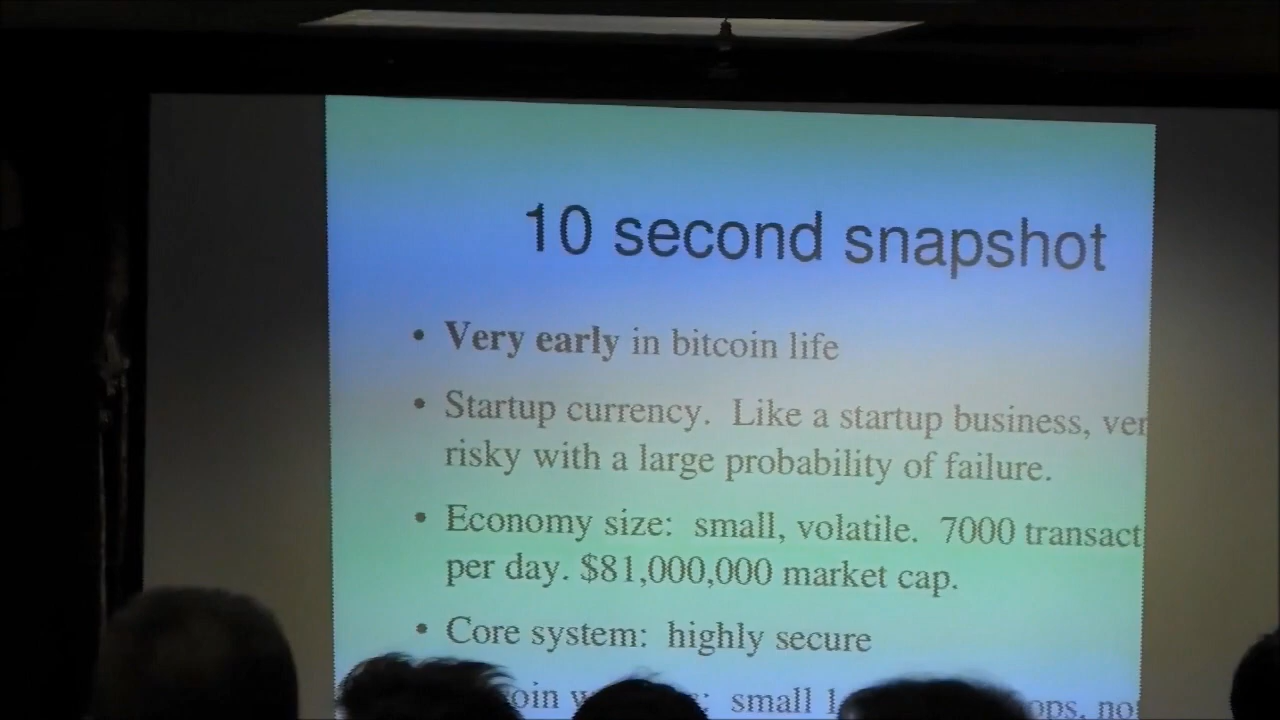 10 second snapshot
• Very early in bitcoin life
• Startup currency. Like a startup business, ver
risky with a large probability of failure.
• Economy size: small, volatile. 7000 transact
per day. $81,000,000 market cap.
• Core system: highly secure
small